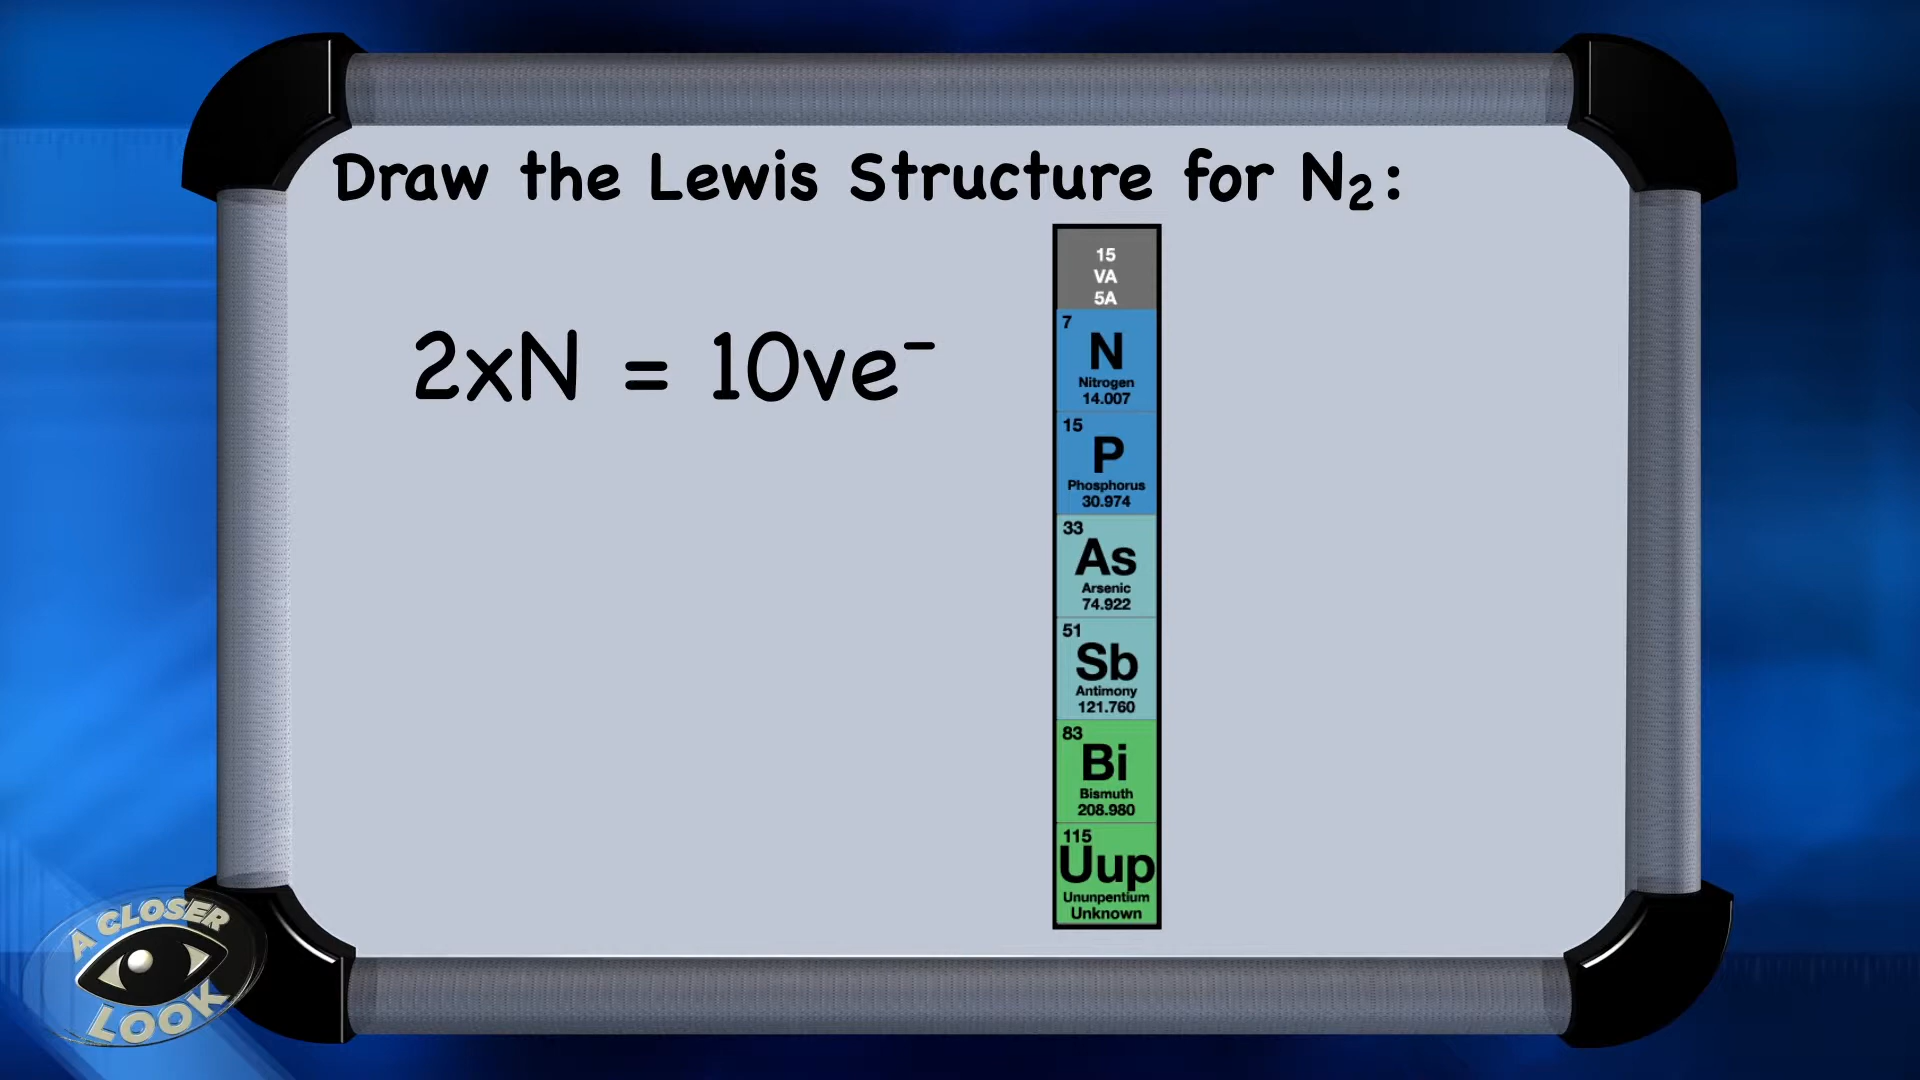 Draw the Lewis Structure for N₂:
2xN = 10ve⁻
15
VA
5A
7
N
Nitrogen
14.007
15
P
Phosphorus
30.974
33
As
Arsenic
74.922
51
Sb
Antimony
121.760
83
Bi
Bismuth
208.980
115
Uup
Ununpentium
Unknown
A CLOSER
LOOK